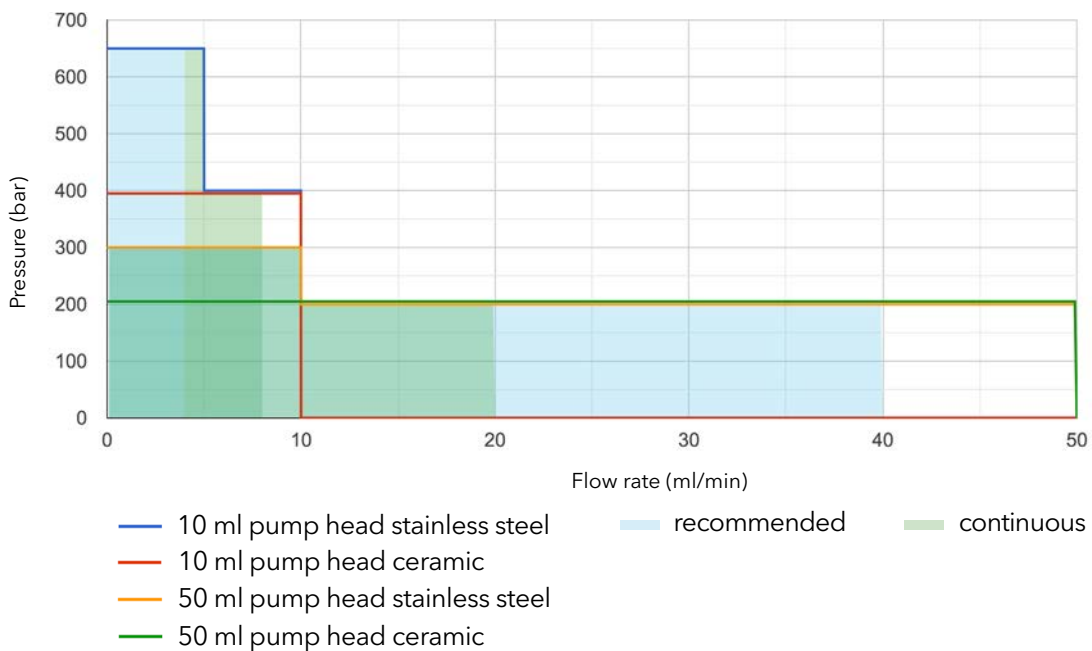 700
600
500
400
300
200
100
0
Pressure (bar)
0 10 20 30 40 50
Flow rate (ml/min)
10 ml pump head stainless steel recommended continuous
10 ml pump head ceramic
50 ml pump head stainless steel
50 ml pump head ceramic